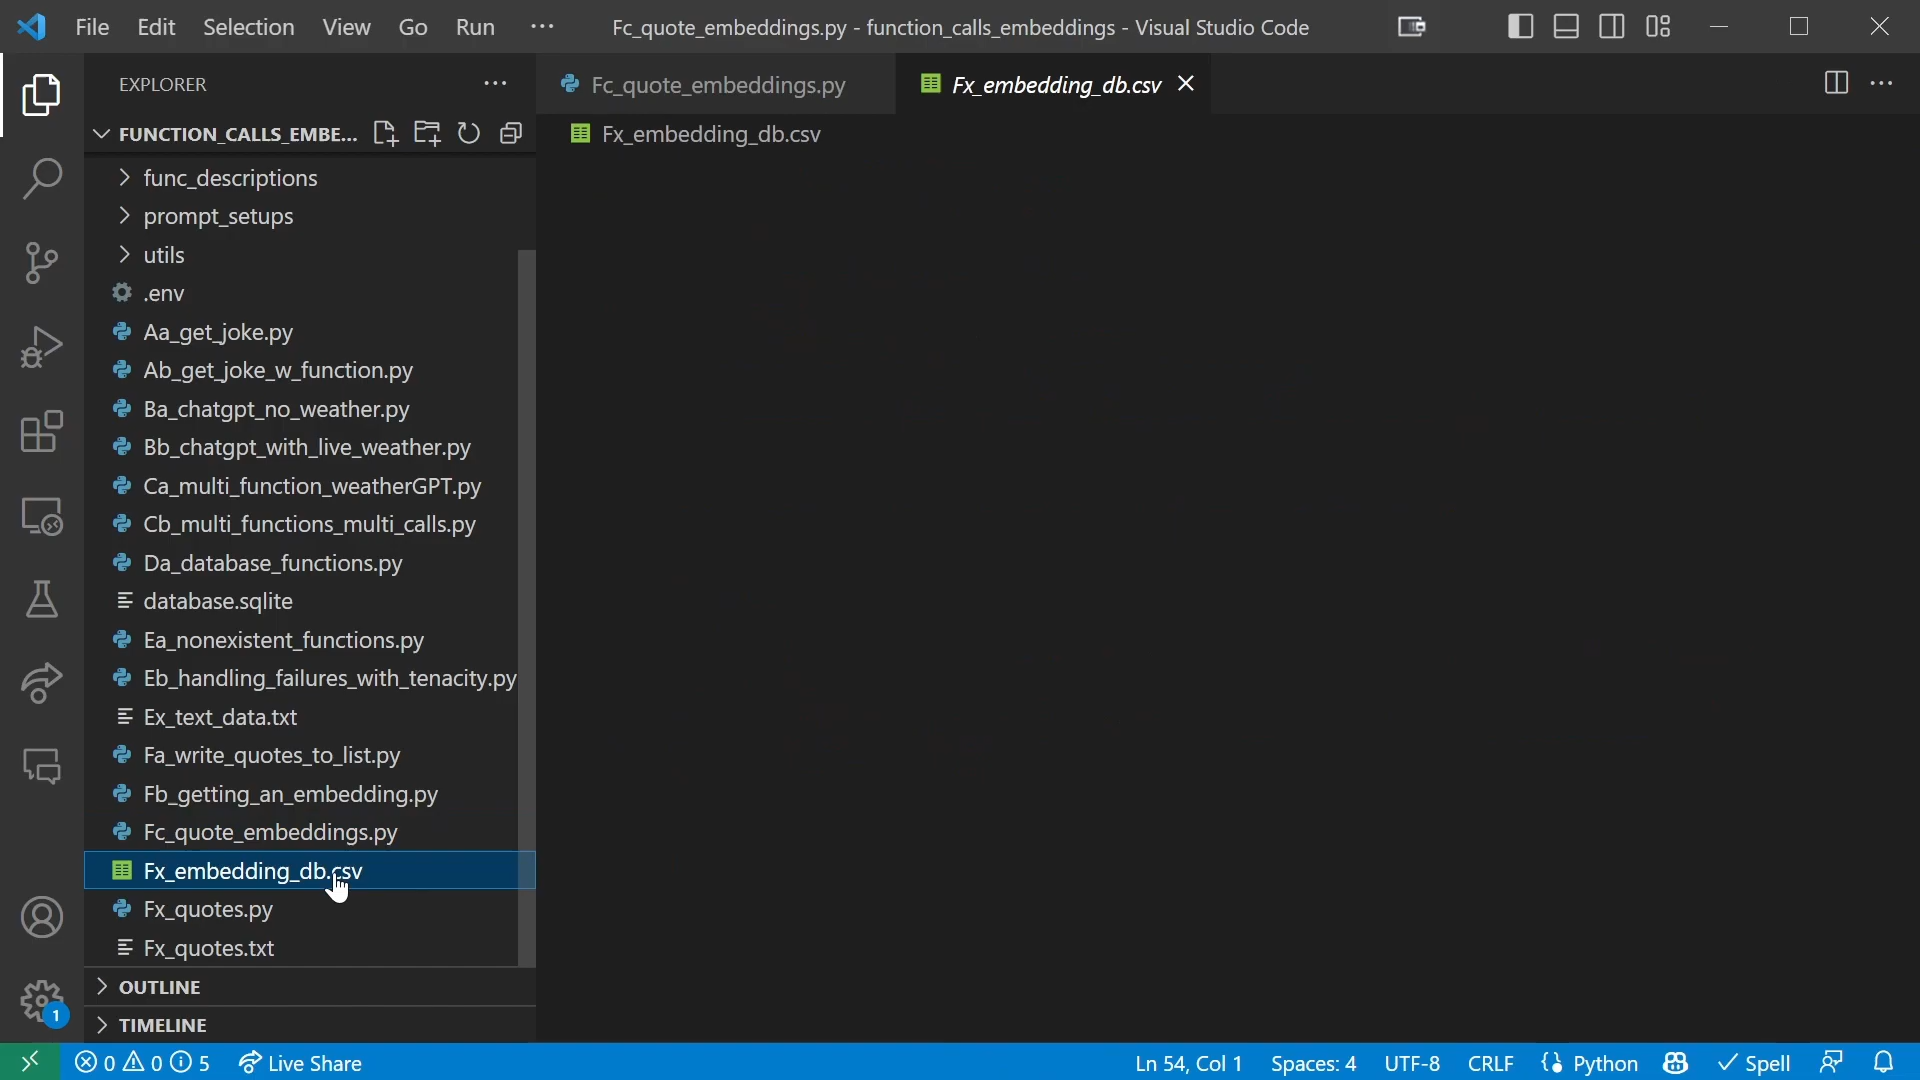 File Edit Selection View Go Run ··· Fc_quote_embeddings.py - function_calls_embeddings - Visual Studio Code
EXPLORER
FUNCTION_CALLS_EMBE...
func_descriptions
prompt_setups
utils
.env
Aa_get_joke.py
Ab_get_joke_w_function.py
Ba_chatgpt_no_weather.py
Bb_chatgpt_with_live_weather.py
Ca_multi_function_weatherGPT.py
Cb_multi_functions_multi_calls.py
Da_database_functions.py
database.sqlite
Ea_nonexistent_functions.py
Eb_handling_failures_with_tenacity.py
Ex_text_data.txt
Fa_write_quotes_to_list.py
Fb_getting_an_embedding.py
Fc_quote_embeddings.py
Fx_embedding_db.csv
Fx_quotes.py
Fx_quotes.txt
OUTLINE
TIMELINE
1
Fc_quote_embeddings.py Fx_embedding_db.csv
Fx_embedding_db.csv
0 0 5 Live Share Ln 54, Col 1 Spaces: 4 UTF-8 CRLF Python Spell